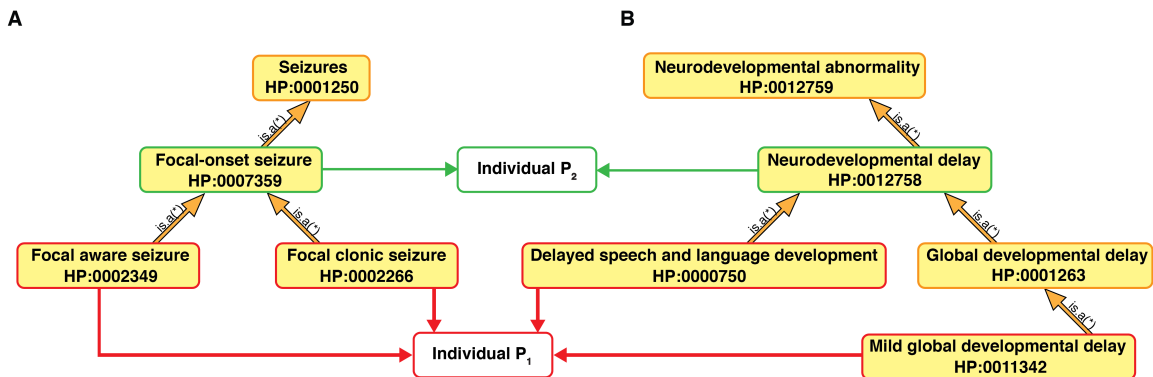 A
B
Seizures
HP:0001250
Neurodevelopmental abnormality
HP:0012759
is.a(*)
is.a(*)
Focal-onset seizure
HP:0007359
Individual P2
Neurodevelopmental delay
HP:0012758
is.a(*)
is.a(*)
is.a(*)
is.a(*)
Focal aware seizure
HP:0002349
Focal clonic seizure
HP:0002266
Delayed speech and language development
HP:0000750
Global developmental delay
HP:0001263
is.a(*)
Individual P1
Mild global developmental delay
HP:0011342